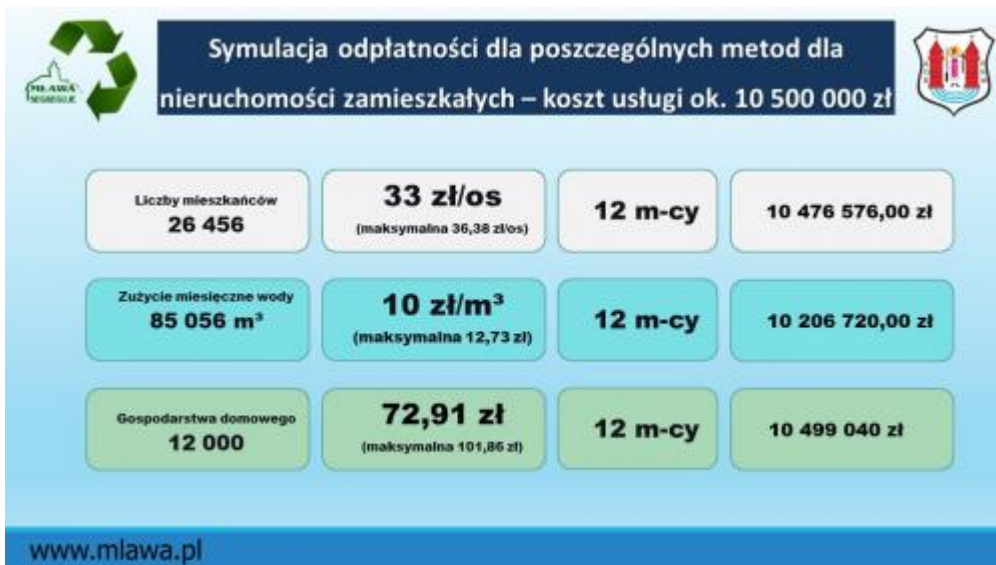 Symulacja odpłatności dla poszczególnych metod dla
nieruchomości zamieszkałych – koszt usługi ok. 10 500 000 zł
MŁAWA
SEGREGUJE
Liczby mieszkańców
26 456
33 zł/os
(maksymalna 36,38 zł/os)
12 m-cy
10 476 576,00 zł
Zużycie miesięczne wody
85 056 m³
10 zł/m³
(maksymalna 12,73 zł)
12 m-cy
10 206 720,00 zł
Gospodarstwa domowego
12 000
72,91 zł
(maksymalna 101,86 zł)
12 m-cy
10 499 040 zł
www.mlawa.pl